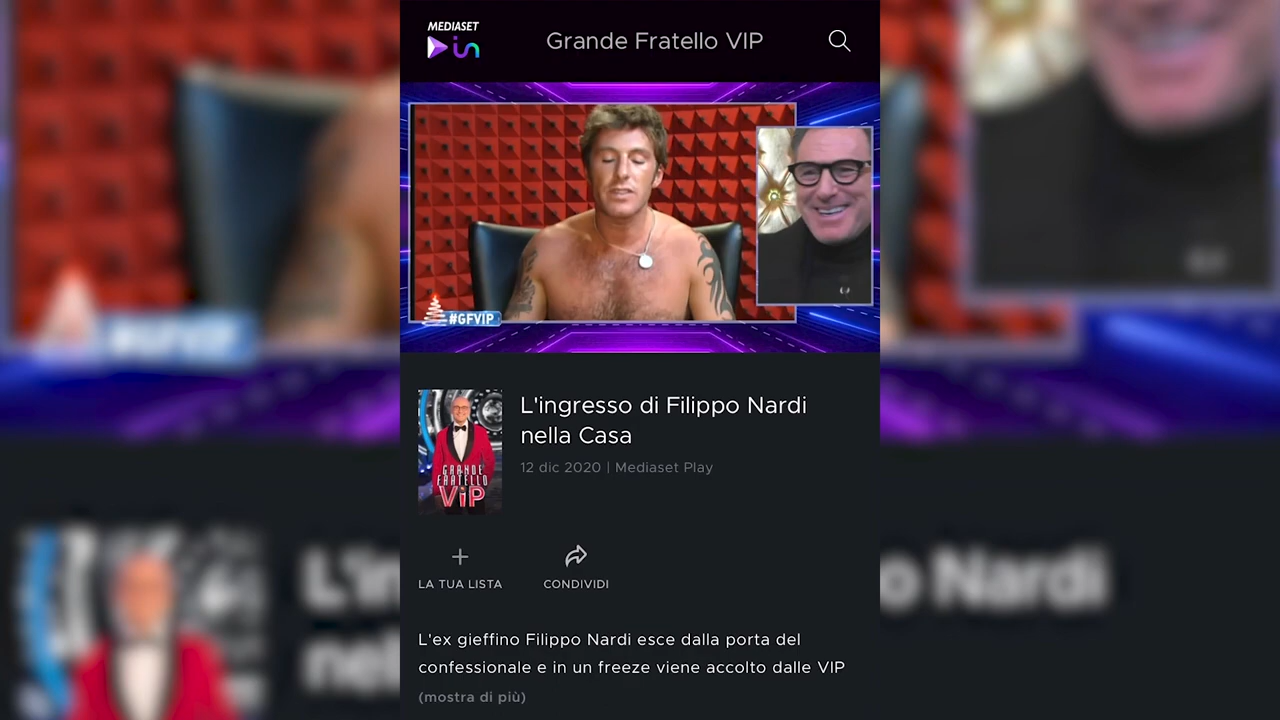 MEDIASET
in
Grande Fratello VIP
#GFVIP
L'ingresso di Filippo Nardi
nella Casa
12 dic 2020 | Mediaset Play
GRANDE
FRATELLO
ViP
LA TUA LISTA
CONDIVIDI
L'ex gieffino Filippo Nardi esce dalla porta del
confessionale e in un freeze viene accolto dalle VIP
(mostra di più)